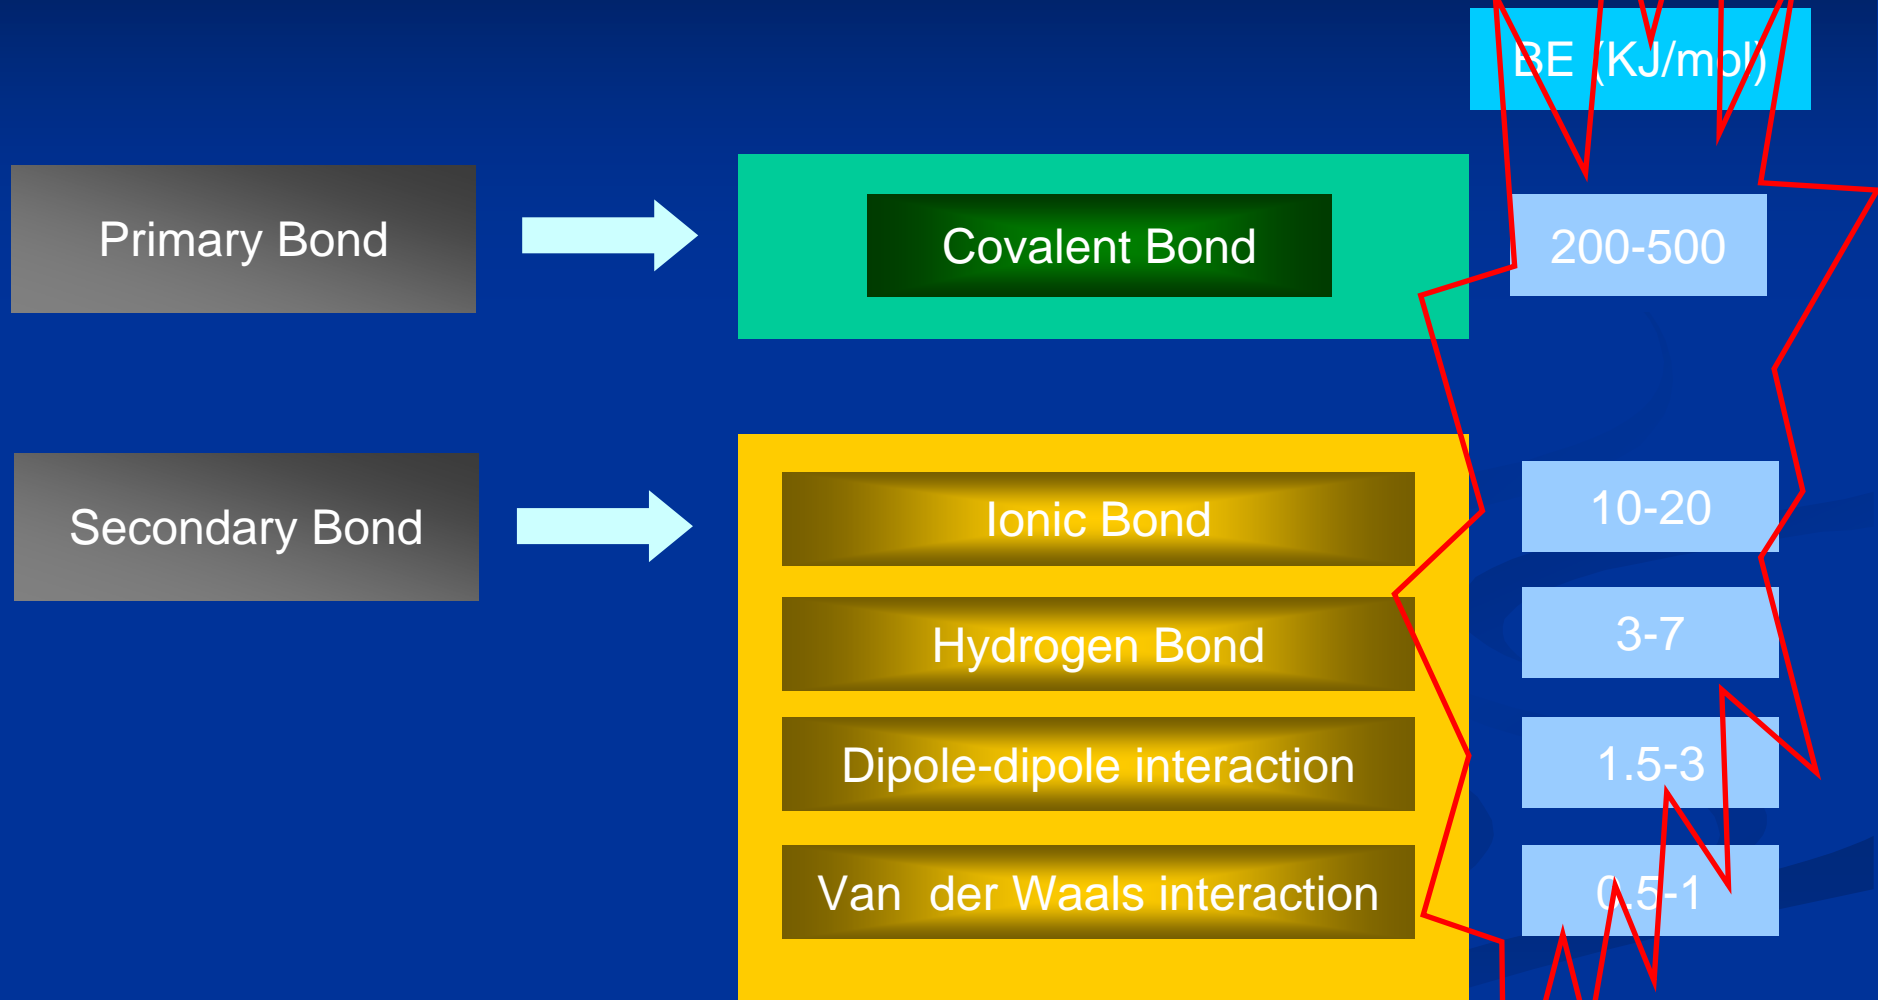 BE (KJ/mol)
Primary Bond
Covalent Bond
200-500
Secondary Bond
Ionic Bond
10-20
Hydrogen Bond
3-7
Dipole-dipole interaction
1.5-3
Van  der Waals interaction
0.5-1